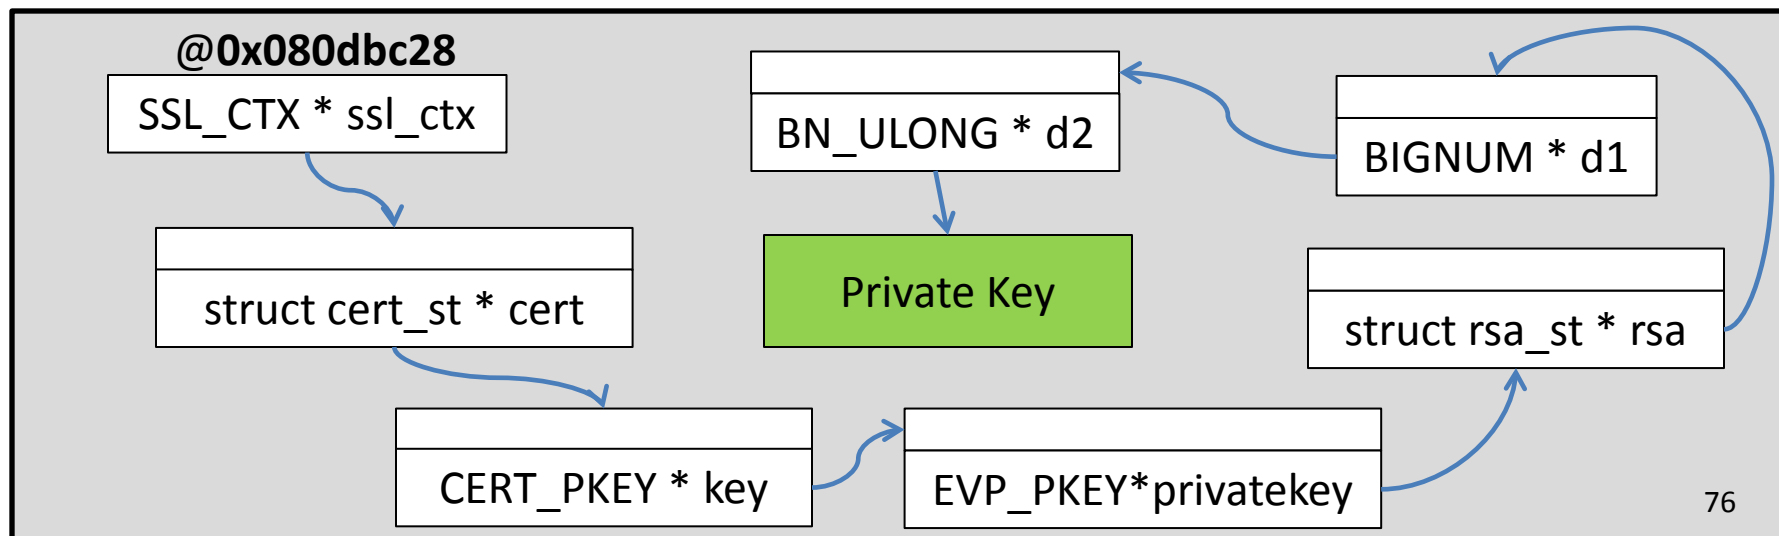 @0x080dbc28
SSL_CTX * ssl_ctx
struct cert_st * cert
CERT_PKEY * key
EVP_PKEY*privatekey
struct rsa_st * rsa
BIGNUM * d1
BN_ULONG * d2
Private Key
76